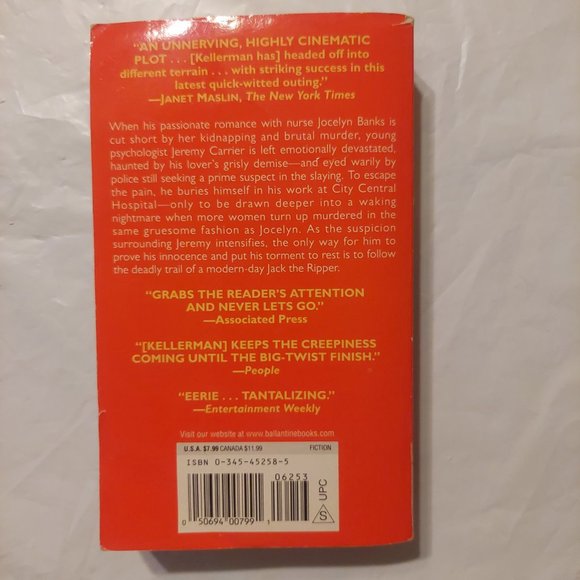 "AN UNNERVING, HIGHLY CINEMATIC
PLOT . . . [Kellerman has] headed off into
different terrain . . . with striking success in this
latest quick-witted outing."
—JANET MASLIN, The New York Times
When his passionate romance with nurse Jocelyn Banks is
cut short by her kidnapping and brutal murder, young
psychologist Jeremy Carrier is left emotionally devastated,
haunted by his lover's grisly demise—and eyed warily by
police still seeking a prime suspect in the slaying. To escape
the pain, he buries himself in his work at City Central
Hospital—only to be drawn deeper into a waking
nightmare when more women turn up murdered in the
same gruesome fashion as Jocelyn. As the suspicion
surrounding Jeremy intensifies, the only way for him to
prove his innocence and put his torment to rest is to follow
the deadly trail of a modern-day Jack the Ripper.
"GRABS THE READER'S ATTENTION
AND NEVER LETS GO."
—Associated Press
"[KELLERMAN] KEEPS THE CREEPINESS
COMING UNTIL THE BIG-TWIST FINISH."
—People
"EERIE . . . TANTALIZING."
—Entertainment Weekly
Visit our website at www.ballantinebooks.com
U.S.A. $7.99 CANADA $11.99 FICTION
ISBN 0-345-45258-5
06253
0 50694 00799 1
S UPC